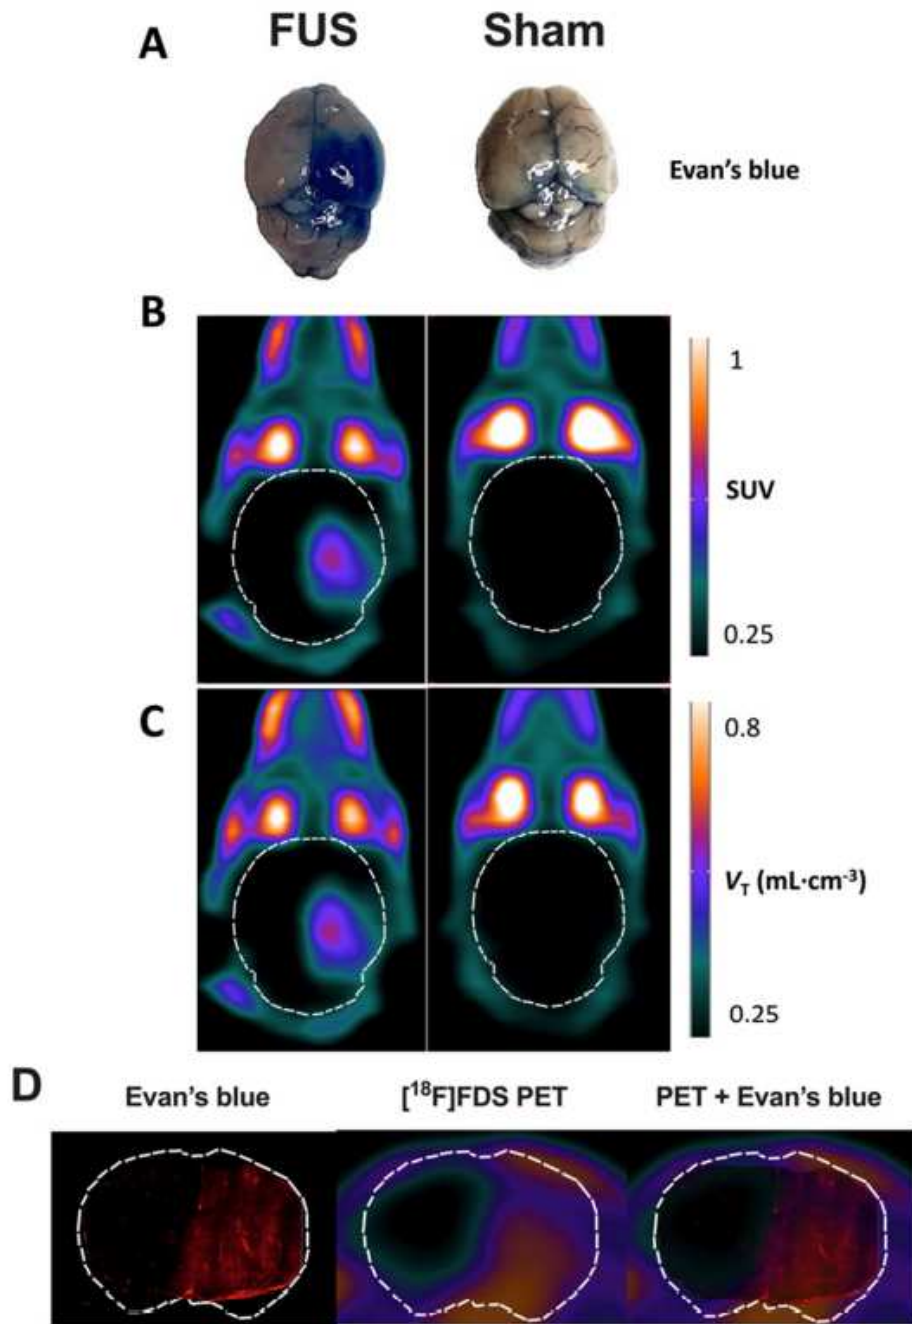 A
FUS
Sham
Evan's blue
B
1
SUV
0.25
C
0.8
V_T (mL·cm⁻³)
0.25
D
Evan's blue
[¹⁸F]FDS PET
PET + Evan's blue